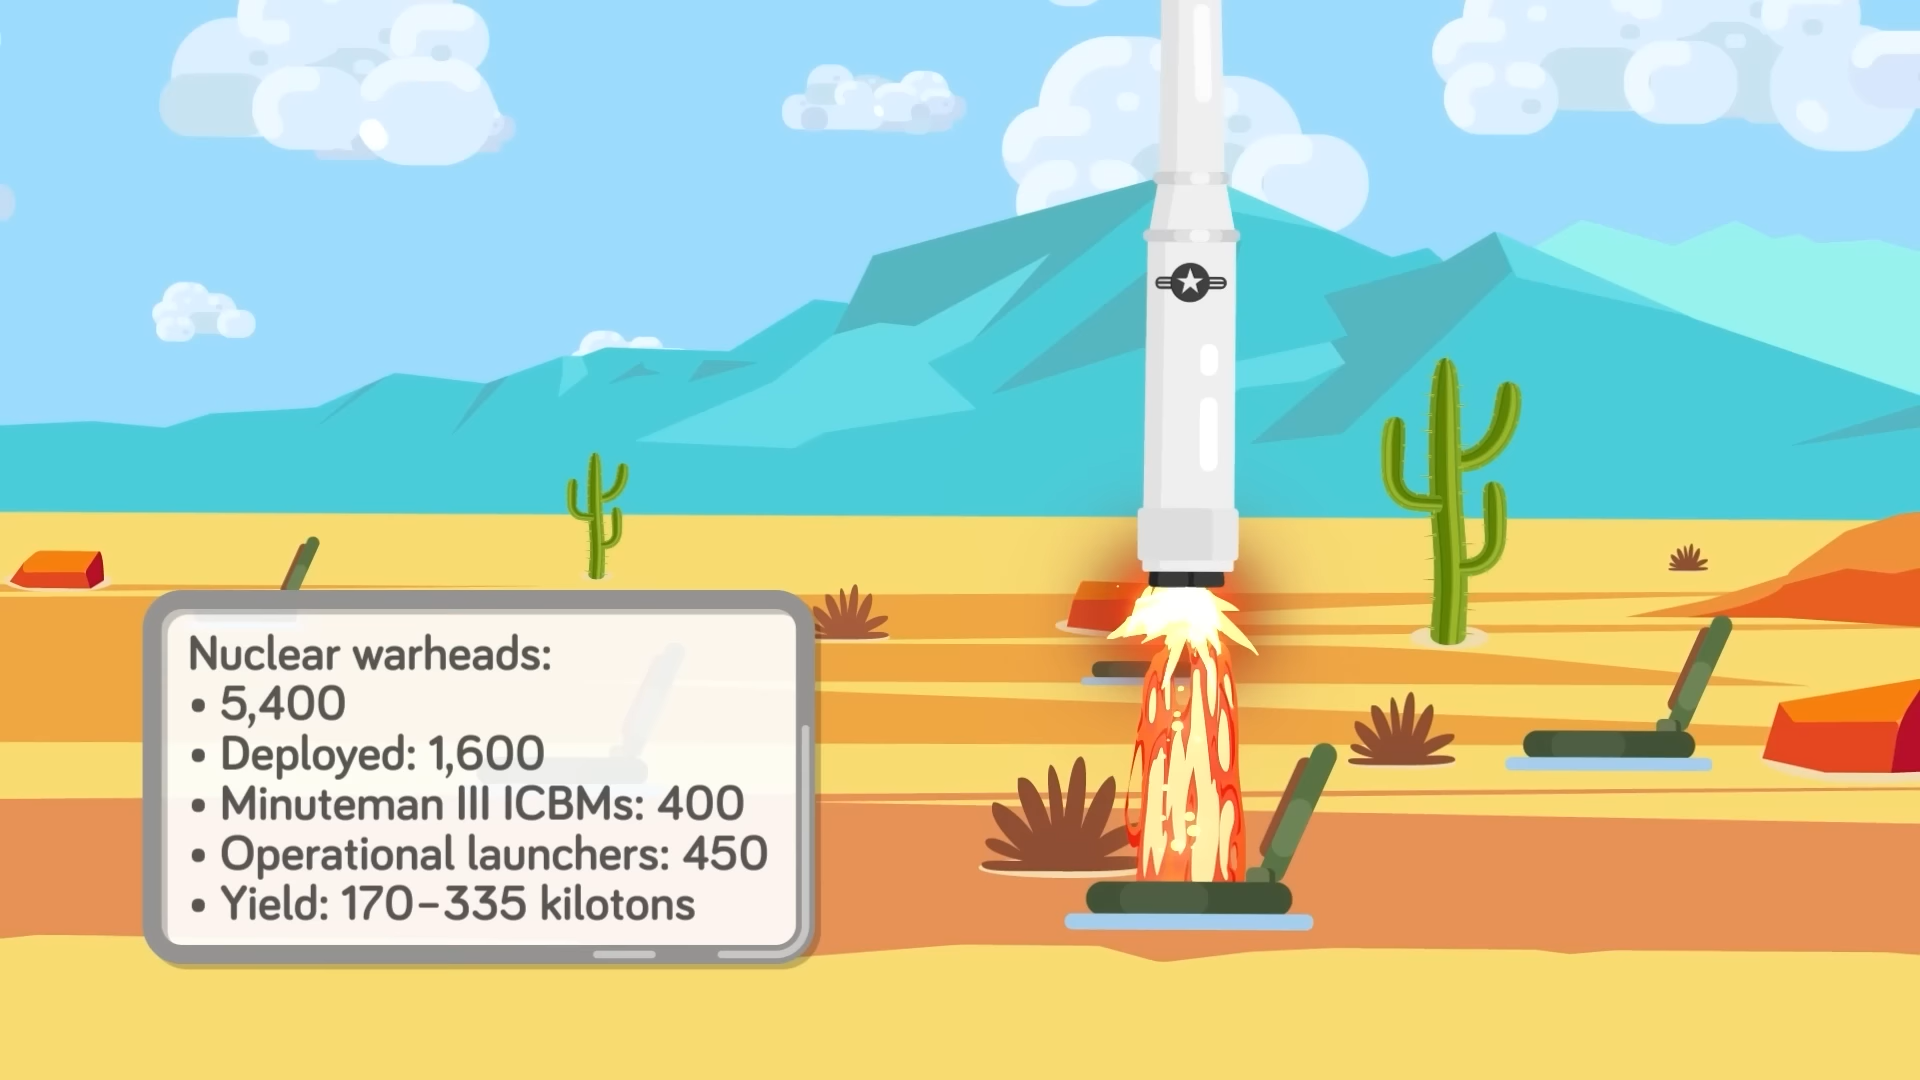 Nuclear warheads:
• 5,400
• Deployed: 1,600
• Minuteman III ICBMs: 400
• Operational launchers: 450
• Yield: 170–335 kilotons